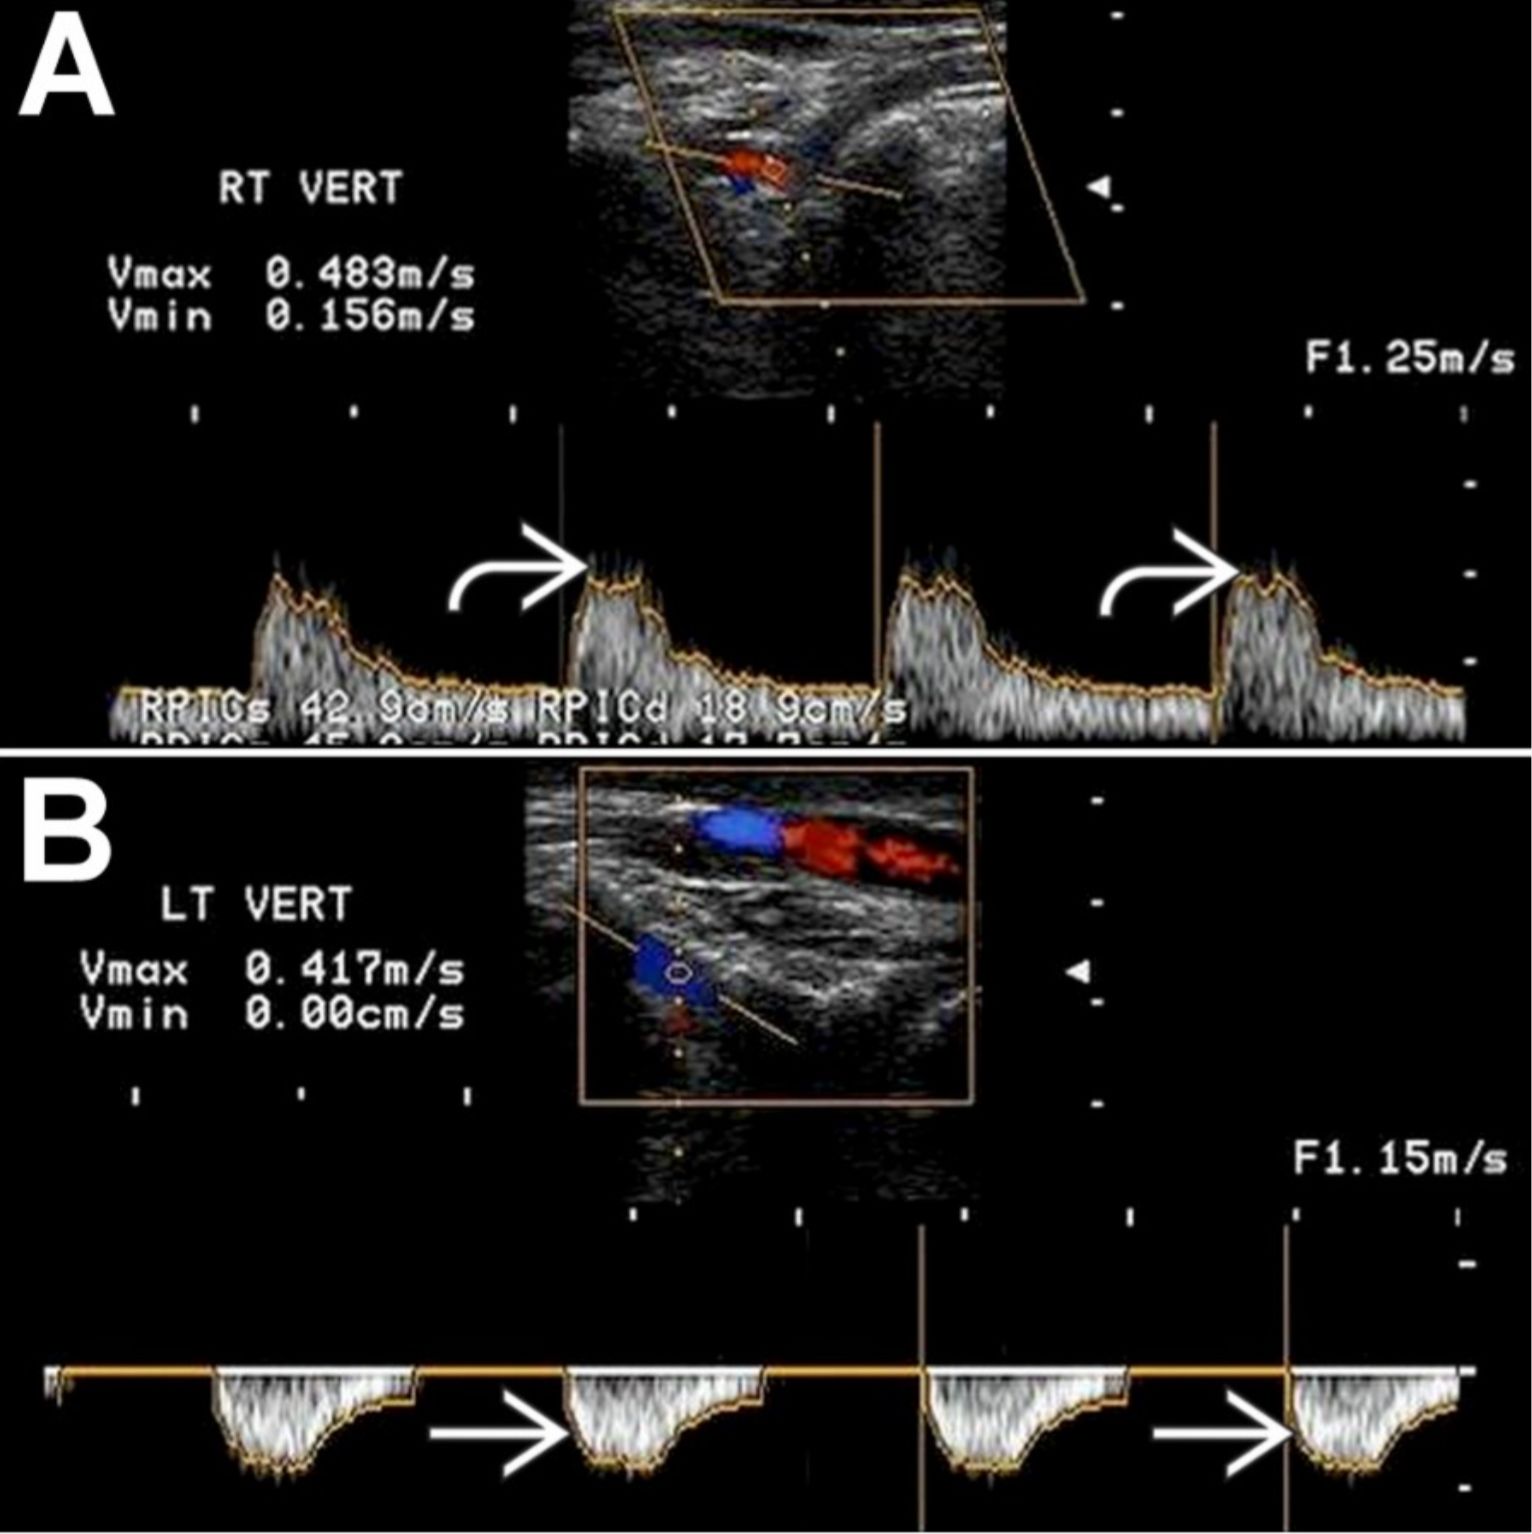 A
RT VERT
Vmax 0.483m/s
Vmin 0.156m/s
F1.25m/s
RPICs 42.9cm/s RPICd 18.9cm/s
B
LT VERT
Vmax 0.417m/s
Vmin 0.00cm/s
F1.15m/s